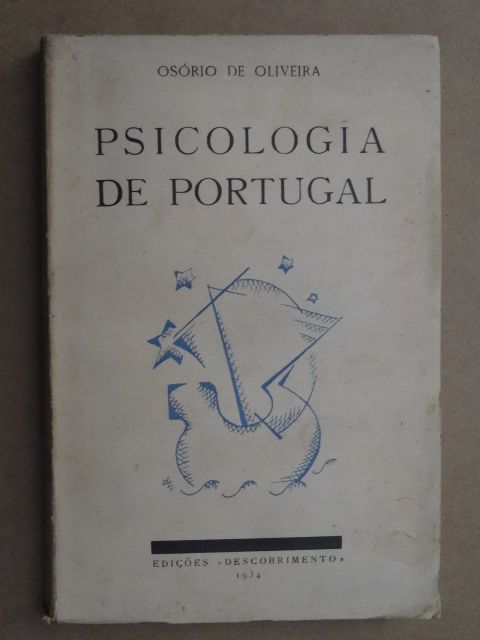 OSÓRIO DE OLIVEIRA
PSICOLOGIA
DE PORTUGAL
EDIÇÕES «DESCOBRIMENTO»
1934